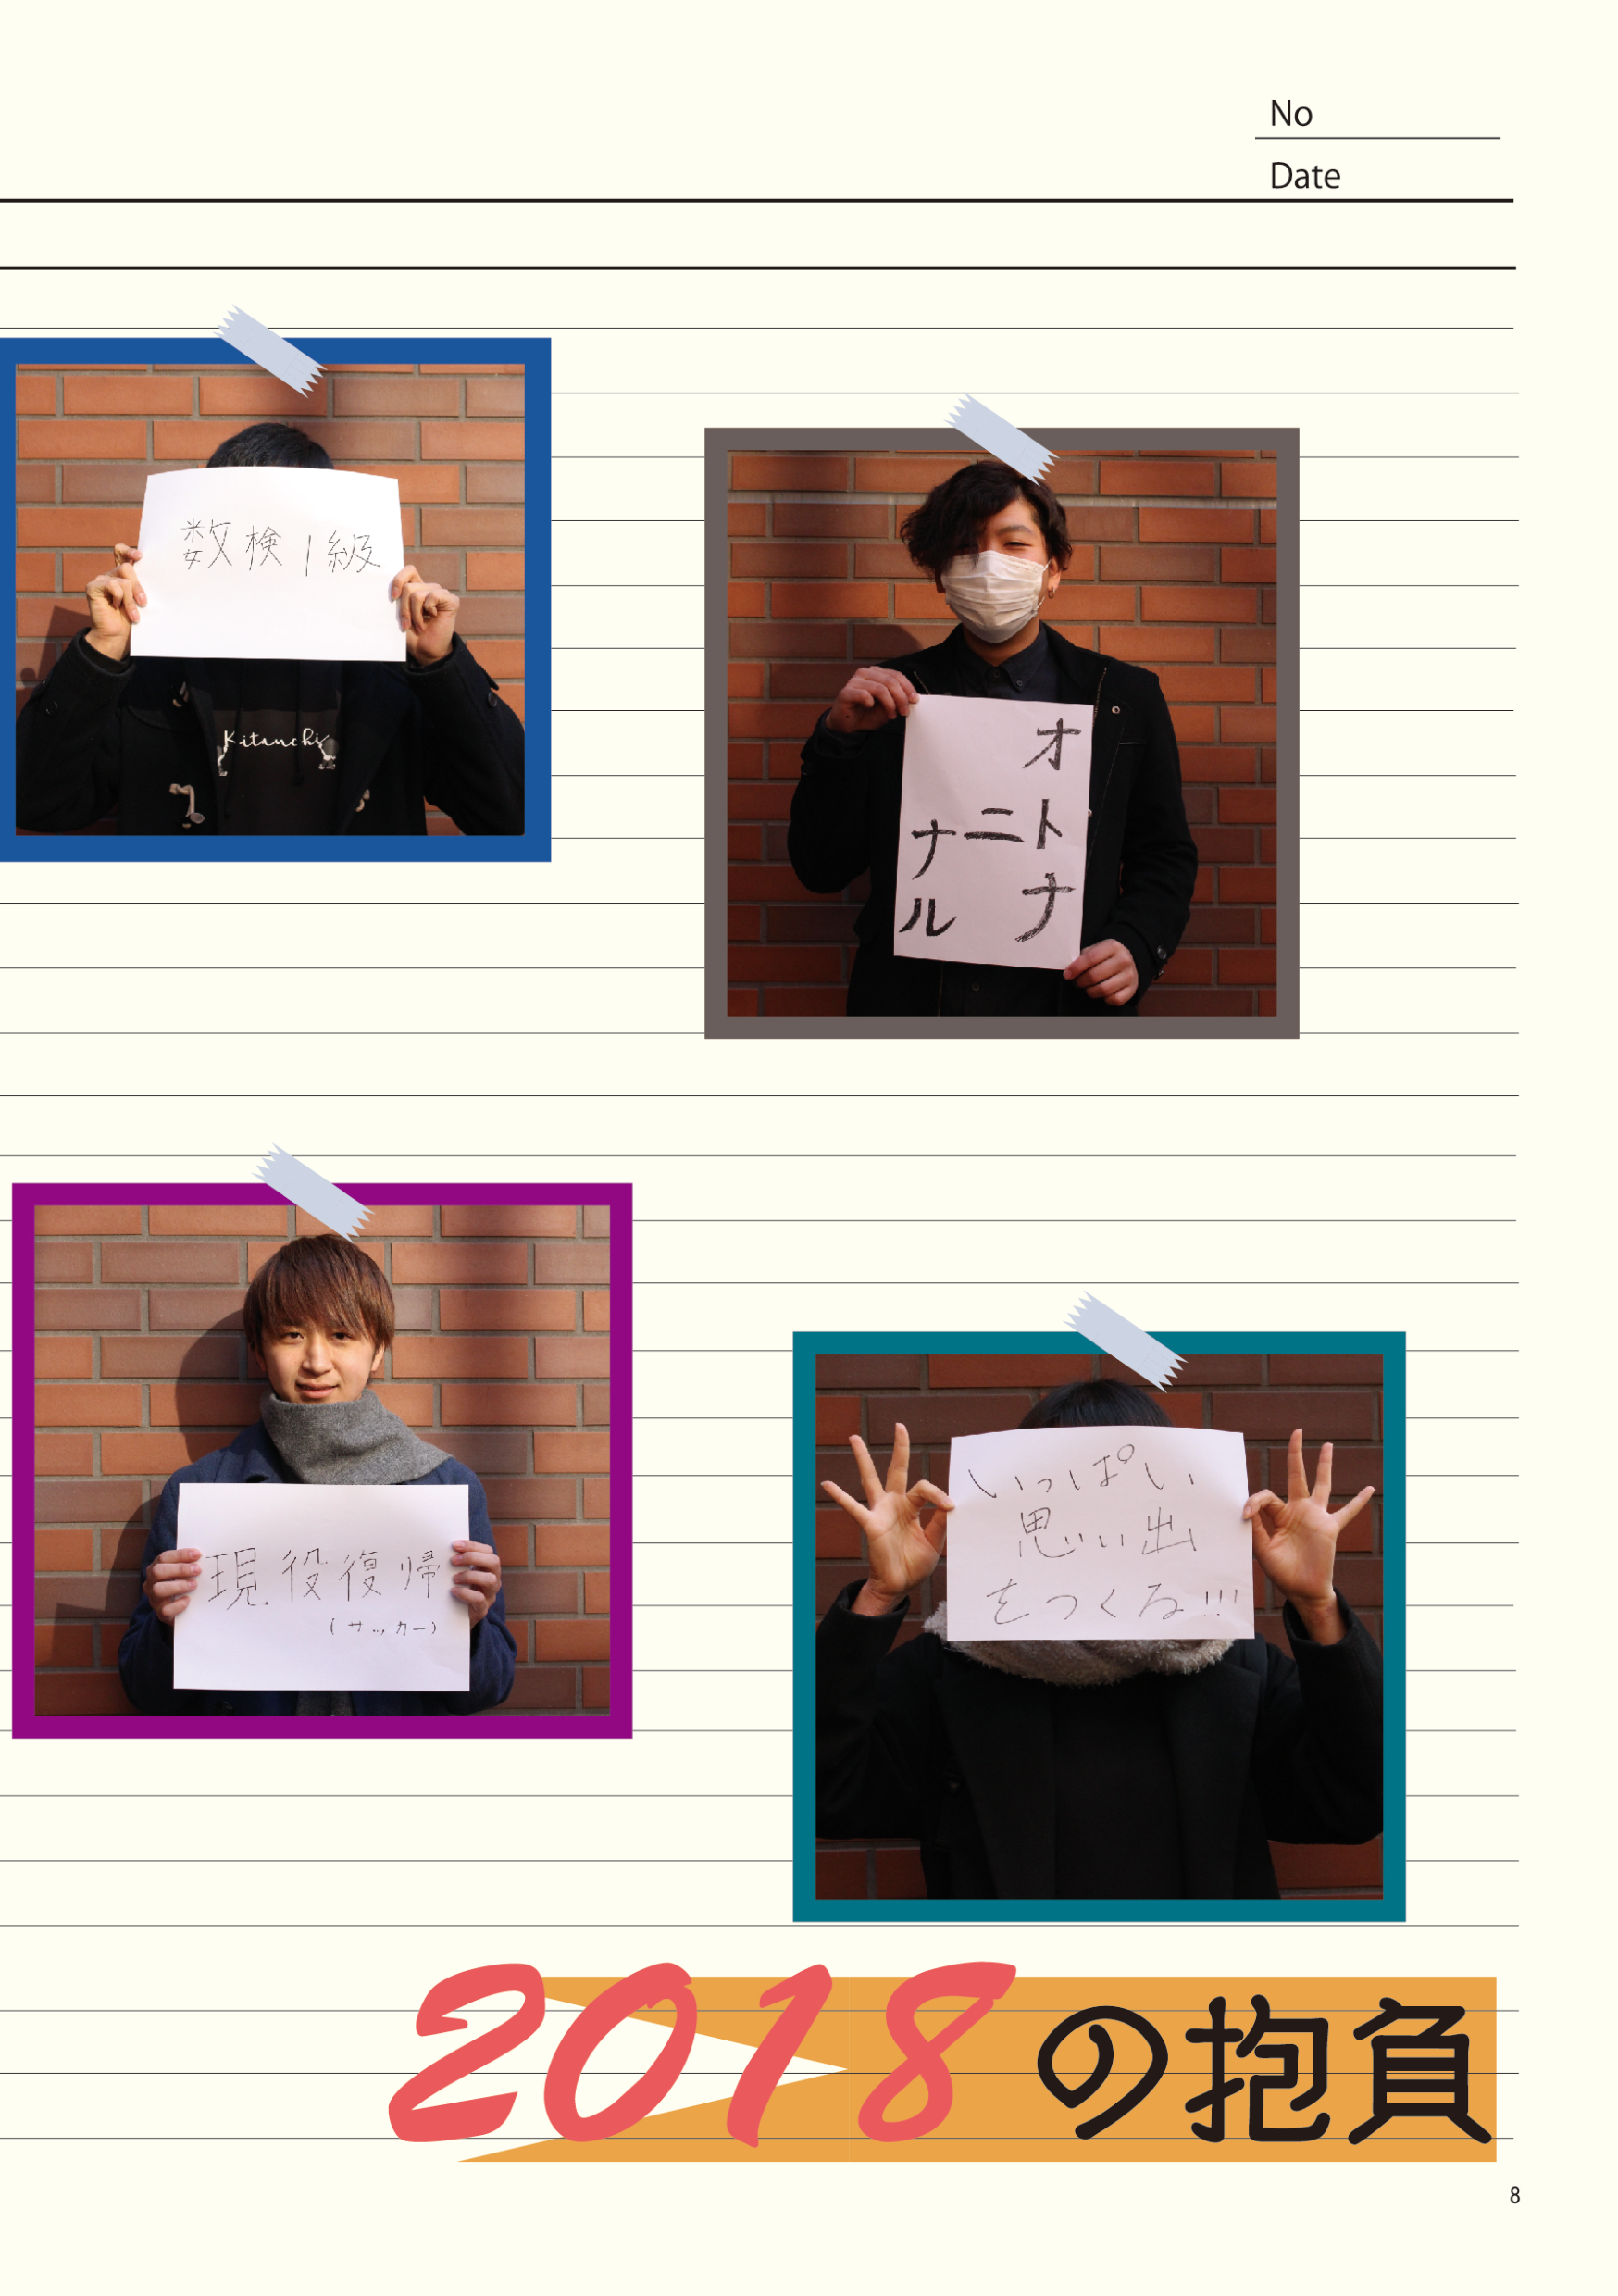 No
Date
数検1級
Kitauchi
オトナ
ニ
ナル
現役復帰
(サッカー)
いっぱい
思い出
をつくる!!!
2018の抱負
8